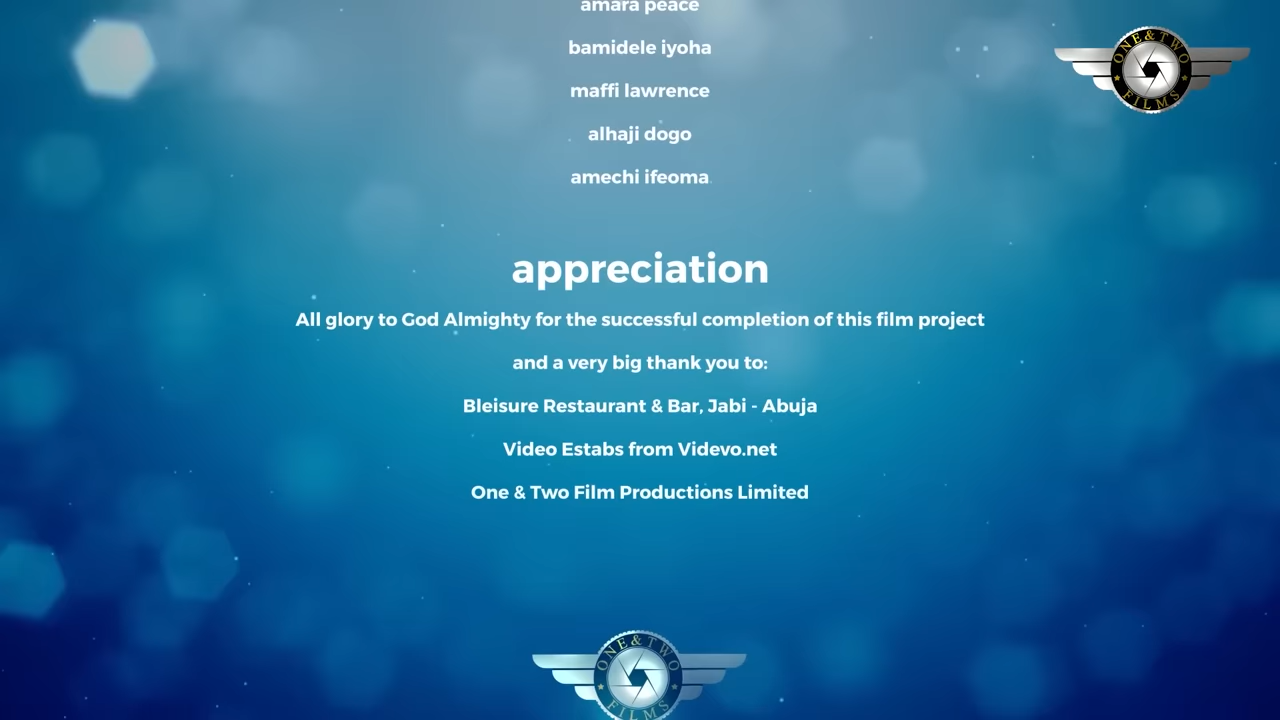 amara peace
ONE & TWO
FILMS
bamidele iyoha
maffi lawrence
alhaji dogo
amechi ifeoma
appreciation
All glory to God Almighty for the successful completion of this film project
and a very big thank you to:
Bleisure Restaurant & Bar, Jabi - Abuja
Video Estabs from Videvo.net
One & Two Film Productions Limited
ONE & TWO
FILMS